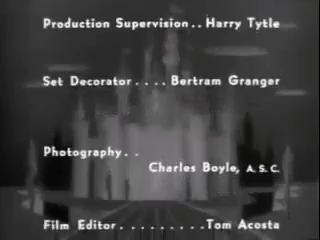 Production Supervision.. Harry Tytle
Set Decorator.... Bertram Granger
Photography..
Charles Boyle, A. S. C.
Film Editor.........Tom Acosta